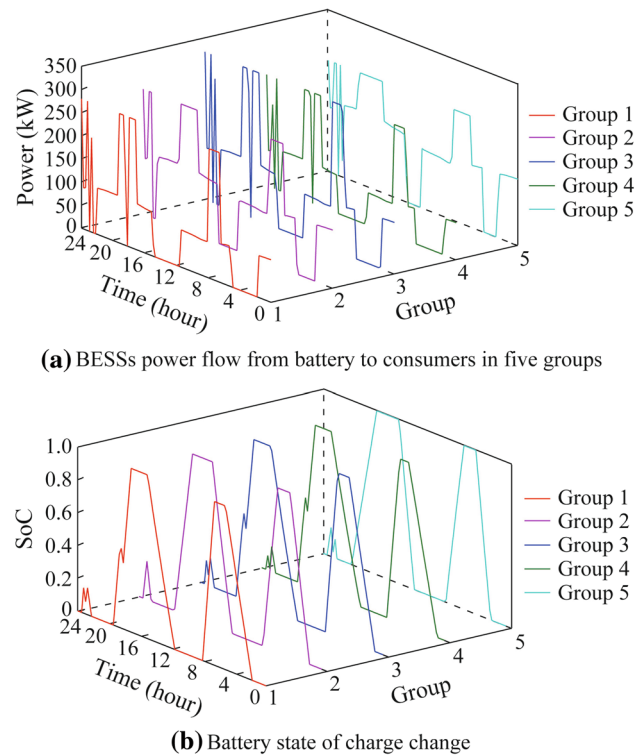 350
300
250
200
150
100
50
0
Power (kW)
24
20
16
12
8
4
0
Time (hour)
1
2
3
4
5
Group
Group 1
Group 2
Group 3
Group 4
Group 5
(a) BESSs power flow from battery to consumers in five groups
1.0
0.8
0.6
0.4
0.2
0
SoC
24
20
16
12
8
4
0
Time (hour)
1
2
3
4
5
Group
Group 1
Group 2
Group 3
Group 4
Group 5
(b) Battery state of charge change